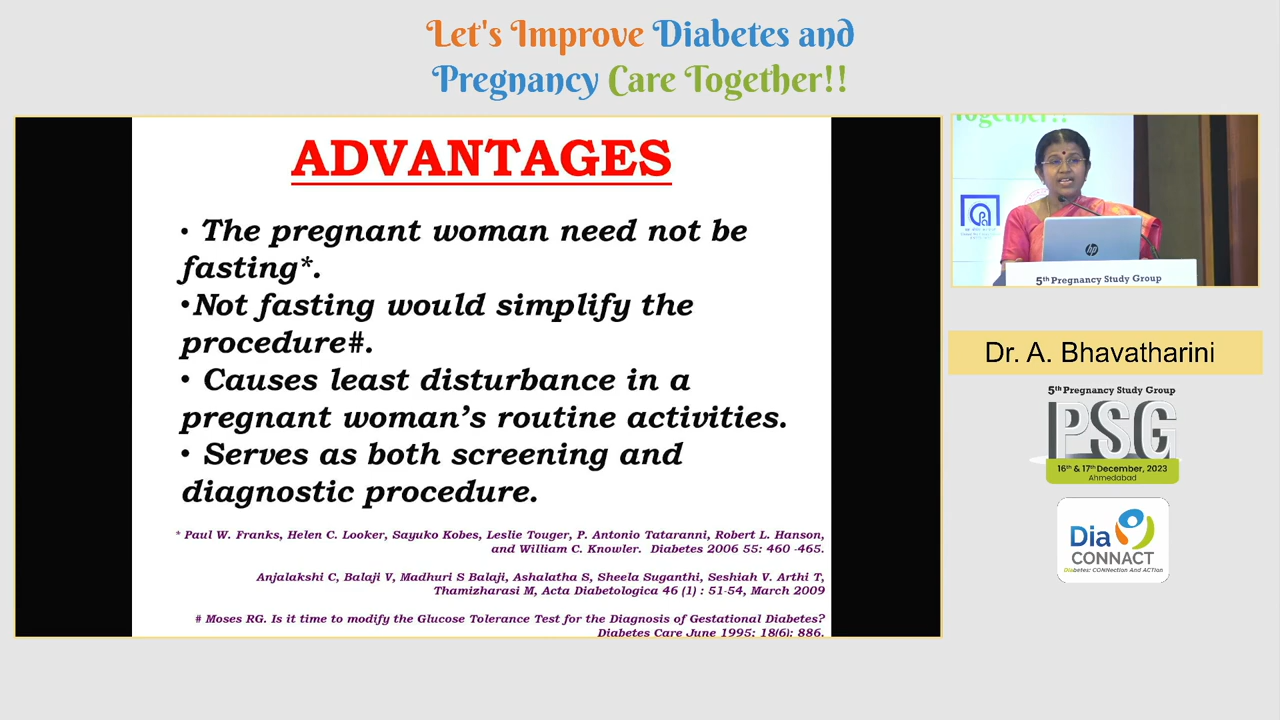 Let's Improve Diabetes and
Pregnancy Care Together!!
ADVANTAGES
• The pregnant woman need not be
fasting*.
•Not fasting would simplify the
procedure#.
• Causes least disturbance in a
pregnant woman’s routine activities.
• Serves as both screening and
diagnostic procedure.
* Paul W. Franks, Helen C. Looker, Sayuko Kobes, Leslie Touger, P. Antonio Tataranni, Robert L. Hanson,
and William C. Knowler. Diabetes 2006 55: 460 -465.
Anjalakshi C, Balaji V, Madhuri S Balaji, Ashalatha S, Sheela Suganthi, Seshiah V. Arthi T,
Thamizharasi M, Acta Diabetologica 46 (1) : 51-54, March 2009
# Moses RG. Is it time to modify the Glucose Tolerance Test for the Diagnosis of Gestational Diabetes?
Diabetes Care June 1995; 18(6): 886.
Together!!
hp
5th Pregnancy Study Group
Dr. A. Bhavatharini
5th Pregnancy Study Group
PSG
16th & 17th December, 2023
Ahmedabad
Dia
CONNACT
Diabetes: CONNection And ACTion